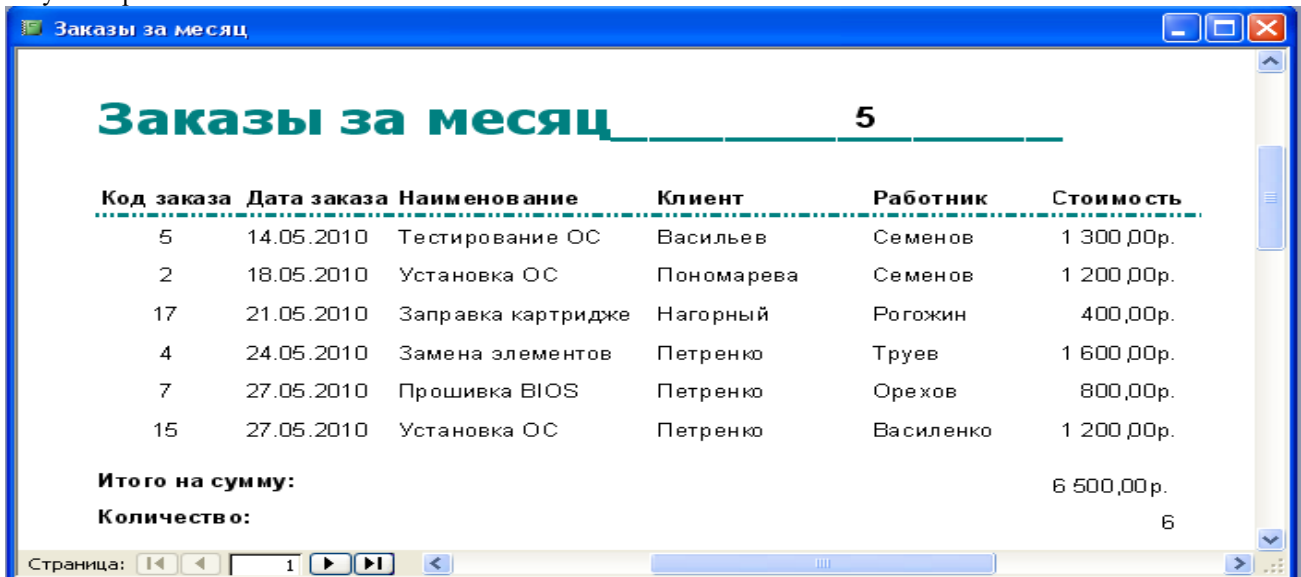 Заказы за месяц
Заказы за месяц____________5____________
Код заказа Дата заказа Наименование Клиент Работник Стоимость
5 14.05.2010 Тестирование ОС Васильев Семенов 1 300,00р.
2 18.05.2010 Установка ОС Пономарева Семенов 1 200,00р.
17 21.05.2010 Заправка картридже Нагорный Рогожин 400,00р.
4 24.05.2010 Замена элементов Петренко Труев 1 600,00р.
7 27.05.2010 Прошивка BIOS Петренко Орехов 800,00р.
15 27.05.2010 Установка ОС Петренко Василенко 1 200,00р.
Итого на сумму: 6 500,00р.
Количество: 6
Страница: 1